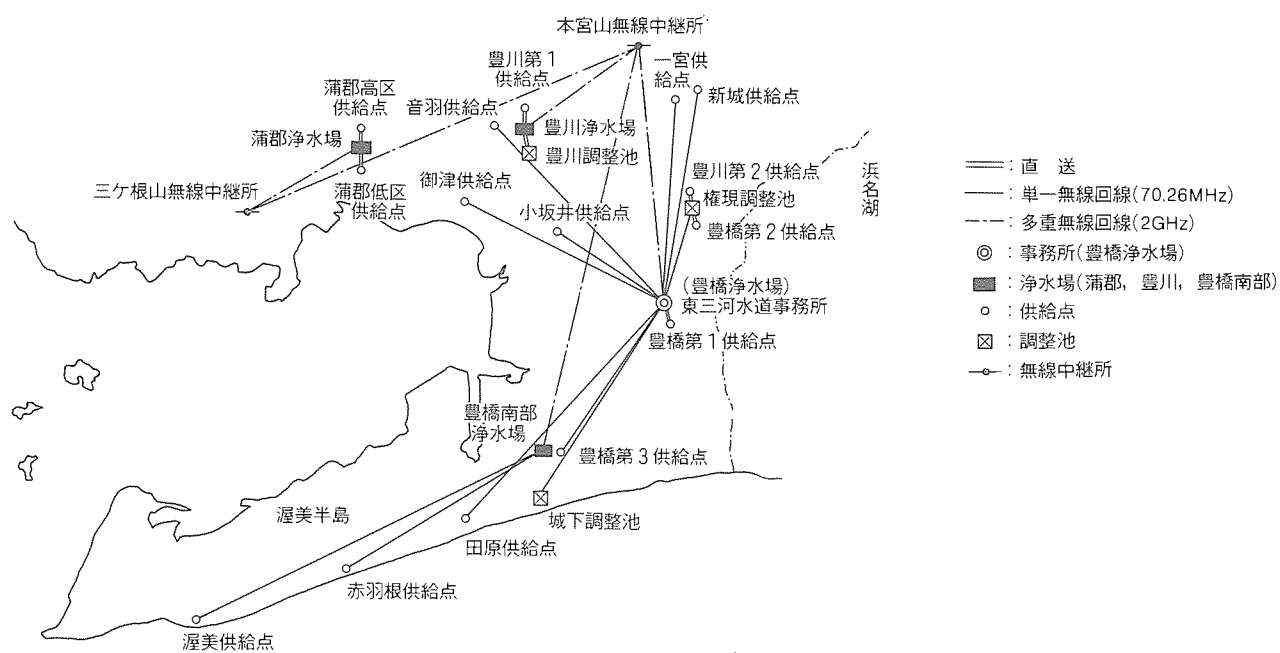 本宮山無線中継所
豊川第1
供給点
一宮供
給点
新城供給点
蒲郡高区
供給点
音羽供給点
蒲郡浄水場
豊川浄水場
豊川調整池
三ケ根山無線中継所
蒲郡低区
供給点
御津供給点
小坂井供給点
豊川第2供給点
権現調整池
豊橋第2供給点
浜名湖
(豊橋浄水場)
東三河水道事務所
豊橋第1供給点
豊橋南部
浄水場
豊橋第3供給点
渥美半島
城下調整池
田原供給点
赤羽根供給点
渥美供給点
:直 送
:単一無線回線(70.26MHz)
:多重無線回線(2GHz)
:事務所(豊橋浄水場)
:浄水場(蒲郡,豊川,豊橋南部)
:供給点
:調整池
:無線中継所